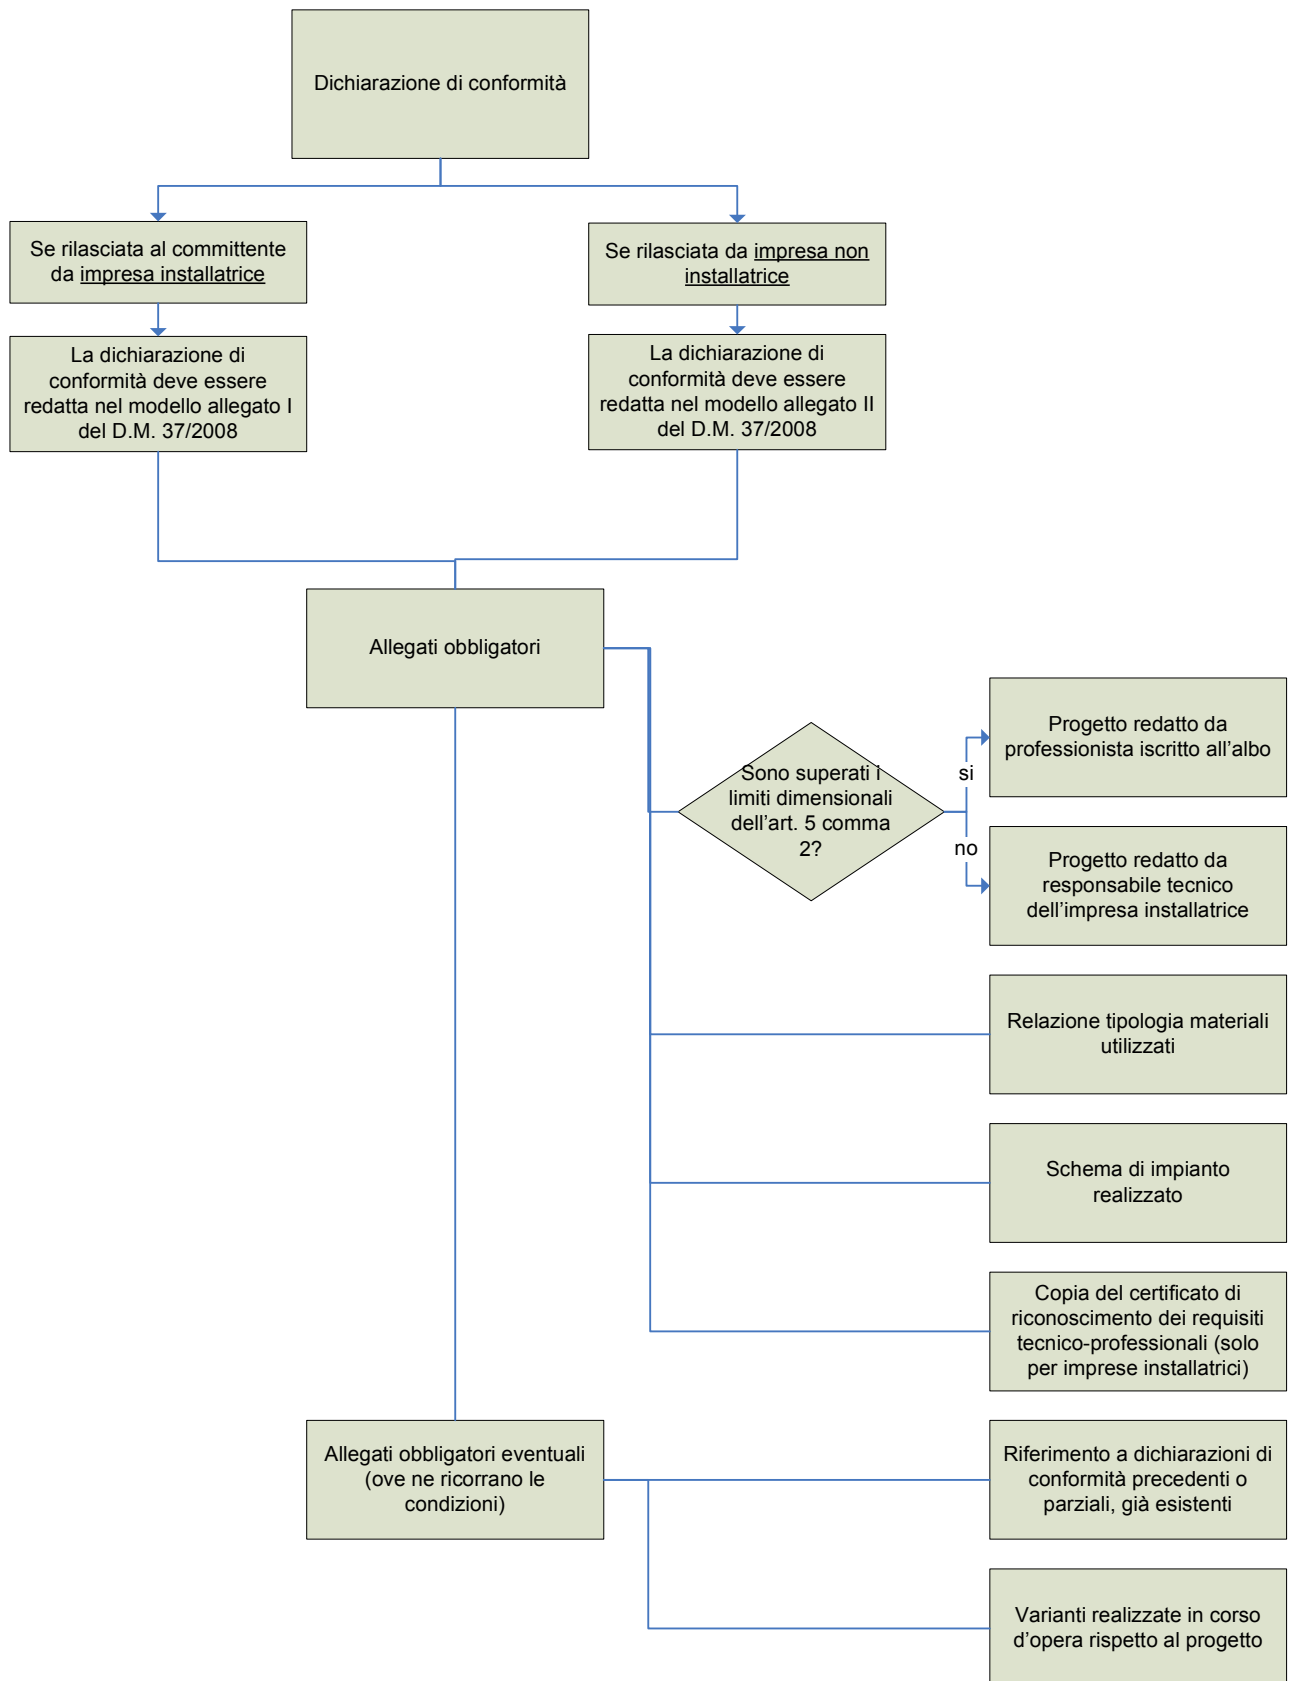 Dichiarazione di conformità
Se rilasciata al committente
da impresa installatrice
Se rilasciata da impresa non
installatrice
La dichiarazione di
conformità deve essere
redatta nel modello allegato I
del D.M. 37/2008
La dichiarazione di
conformità deve essere
redatta nel modello allegato II
del D.M. 37/2008
Allegati obbligatori
Sono superati i
limiti dimensionali
dell'art. 5 comma
2?
si
no
Progetto redatto da
professionista iscritto all'albo
Progetto redatto da
responsabile tecnico
dell'impresa installatrice
Relazione tipologia materiali
utilizzati
Schema di impianto
realizzato
Copia del certificato di
riconoscimento dei requisiti
tecnico-professionali (solo
per imprese installatrici)
Allegati obbligatori eventuali
(ove ne ricorrano le
condizioni)
Riferimento a dichiarazioni di
conformità precedenti o
parziali, già esistenti
Varianti realizzate in corso
d'opera rispetto al progetto